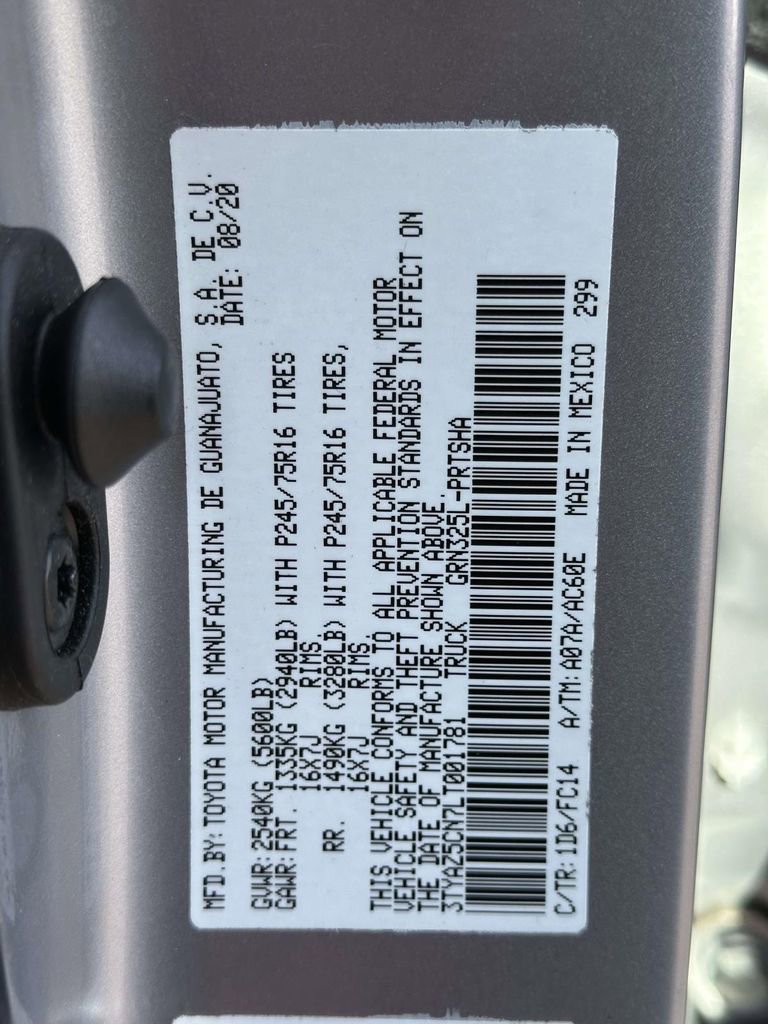 MFD.BY: TOYOTA MOTOR MANUFACTURING DE GUANAJUATO, S.A. DE C.V.
DATE: 08/20
GVWR: 2540KG (5600LB)
GAWR: FRT. 1335KG (2940LB) WITH P245/75R16 TIRES
16X7J RIMS.
RR. 1490KG (3280LB) WITH P245/75R16 TIRES,
16X7J RIMS.
THIS VEHICLE CONFORMS TO ALL APPLICABLE FEDERAL MOTOR
VEHICLE SAFETY AND THEFT PREVENTION STANDARDS IN EFFECT ON
THE DATE OF MANUFACTURE SHOWN ABOVE.
3TYAZ5CN7LT001781 TRUCK GRN325L-PRTSHA
C/TR: 1D6/FC14 A/TM: A07A/AC60E MADE IN MEXICO 299